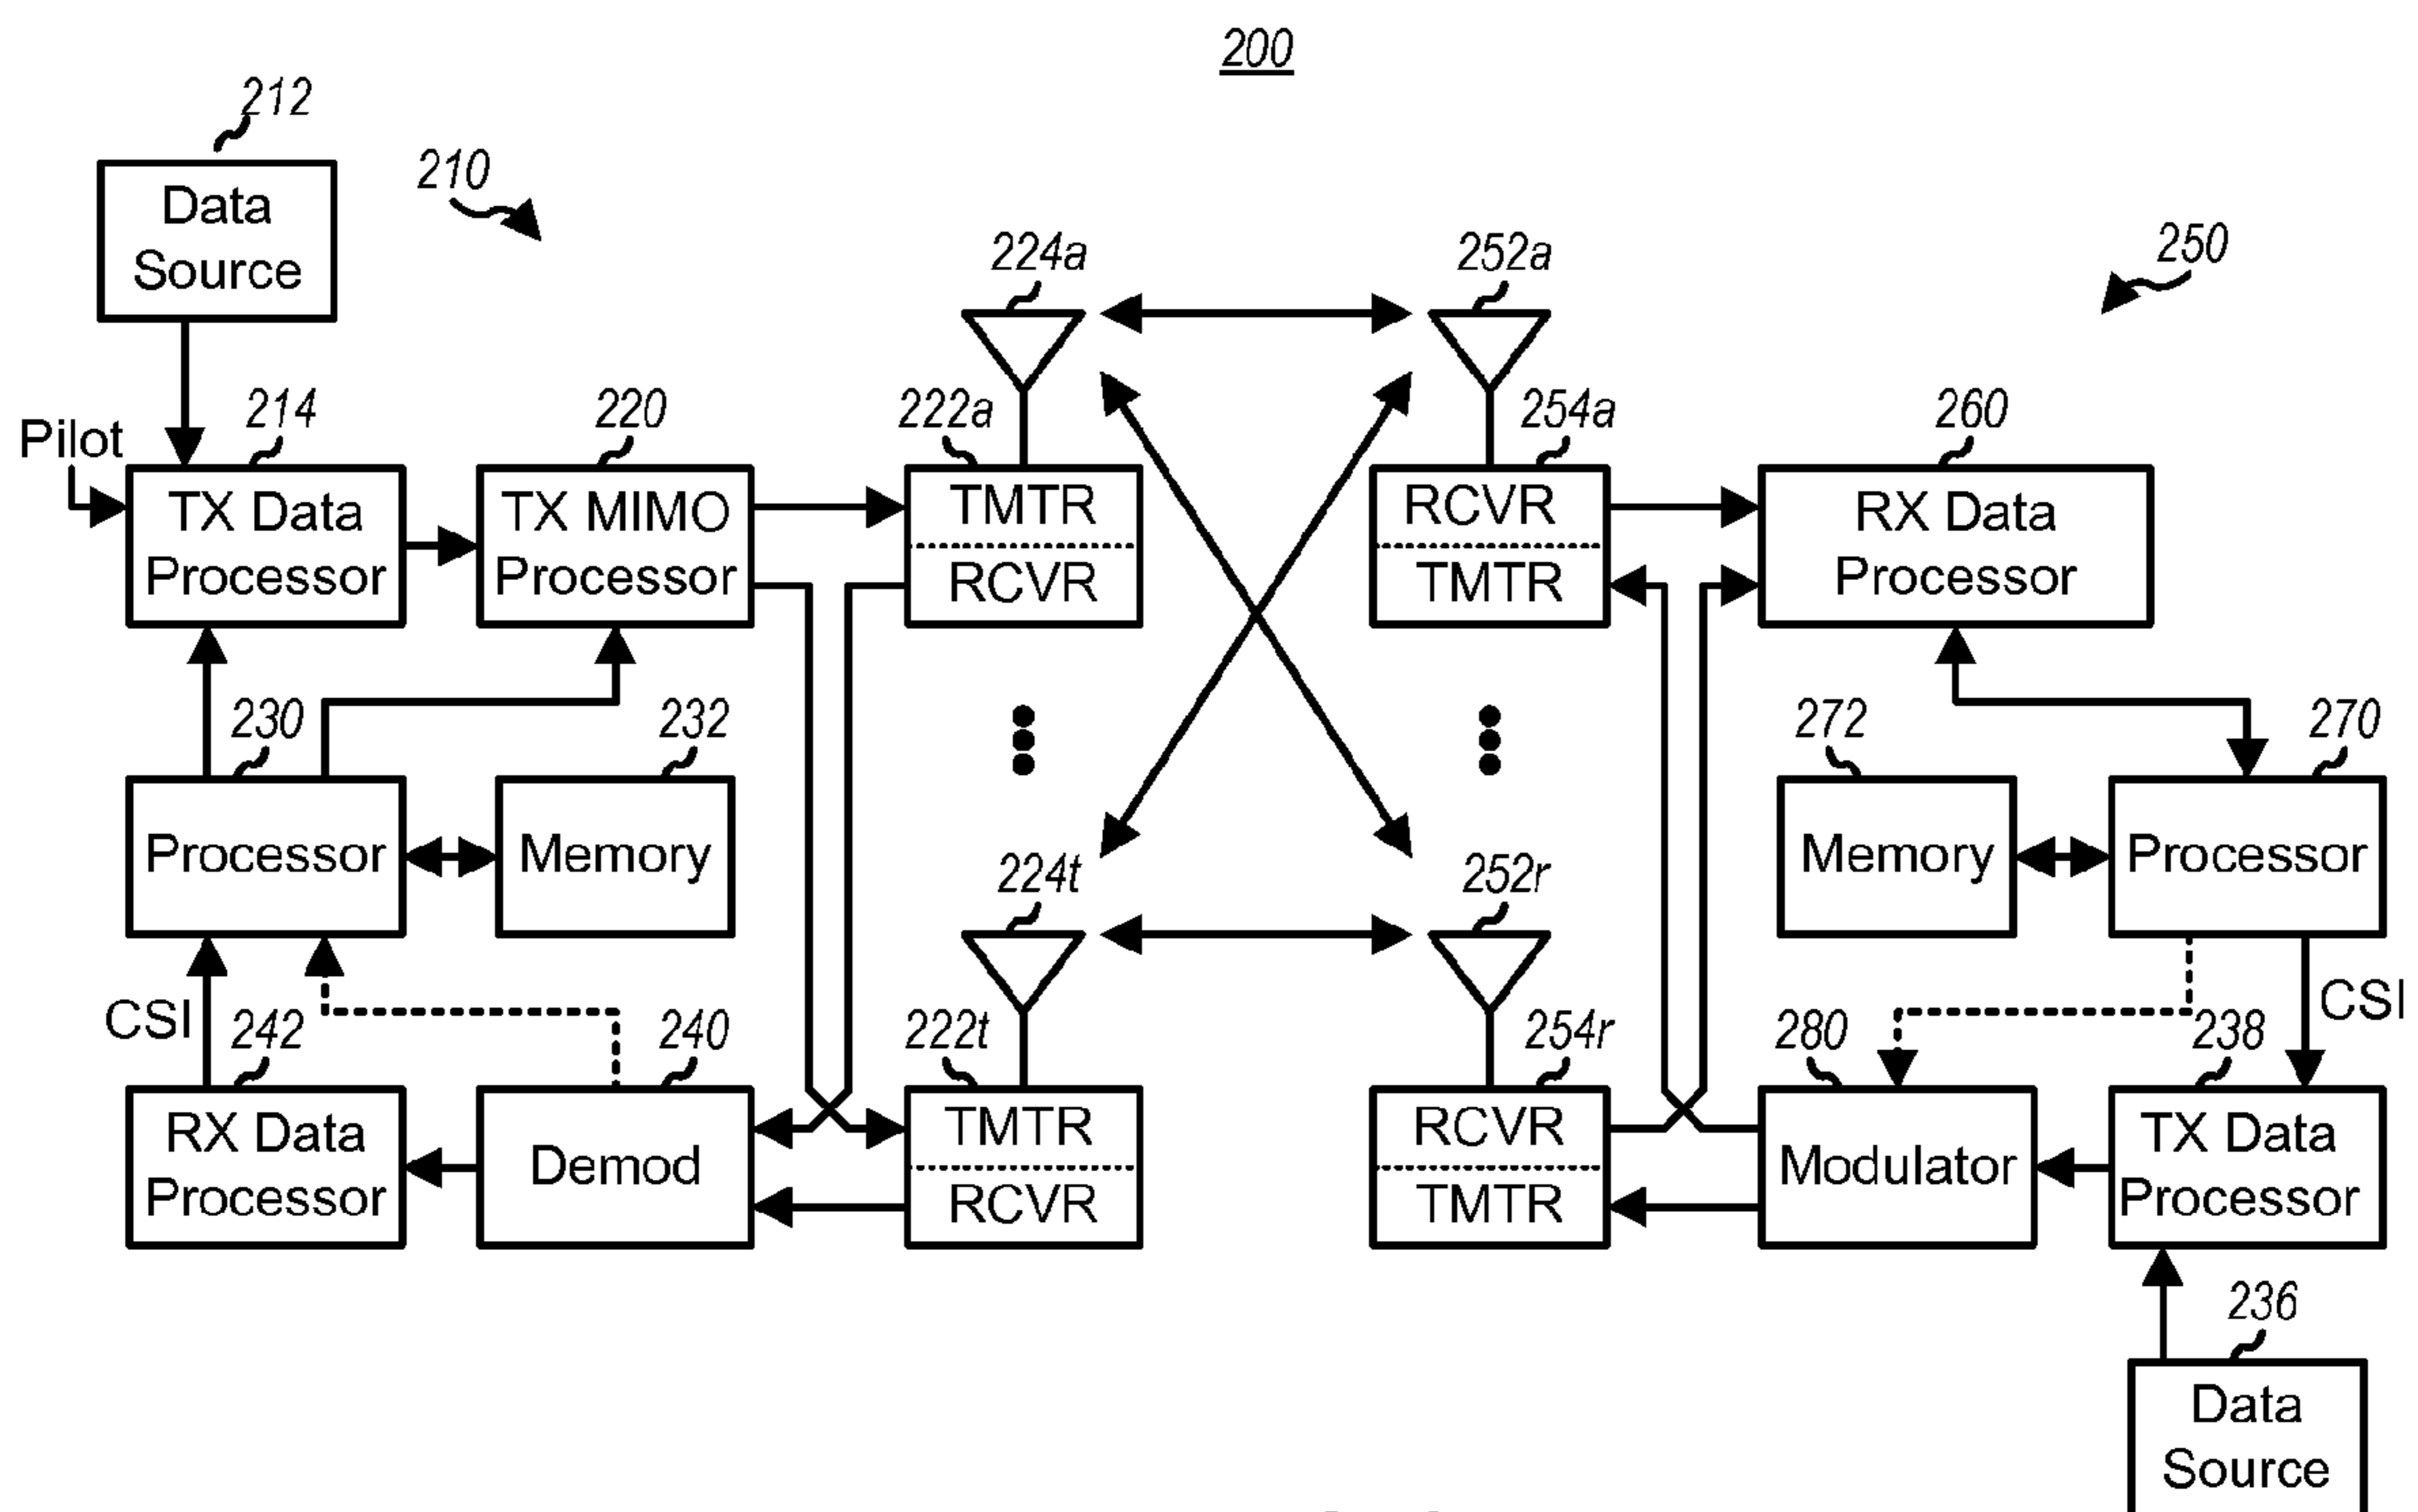 200
212
Data
Source
210
224a
252a
250
Pilot
214
220
222a
254a
260
TX Data
Processor
TX MIMO
Processor
TMTR
RCVR
RCVR
TMTR
RX Data
Processor
230
232
272
270
Processor
Memory
Memory
Processor
224t
252r
CSI
242
240
222t
254r
280
238
CSI
RX Data
Processor
Demod
TMTR
RCVR
RCVR
TMTR
Modulator
TX Data
Processor
236
Data
Source